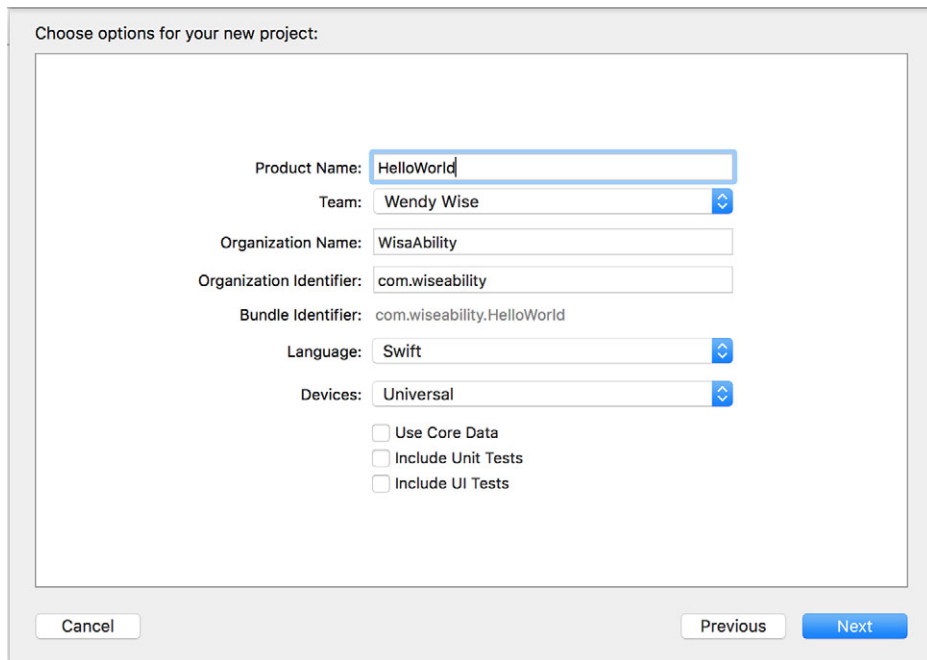 Choose options for your new project:
Product Name: HelloWorld
Team: Wendy Wise
Organization Name: WisaAbility
Organization Identifier: com.wiseability
Bundle Identifier: com.wiseability.HelloWorld
Language: Swift
Devices: Universal
Use Core Data
Include Unit Tests
Include UI Tests
Cancel Previous Next